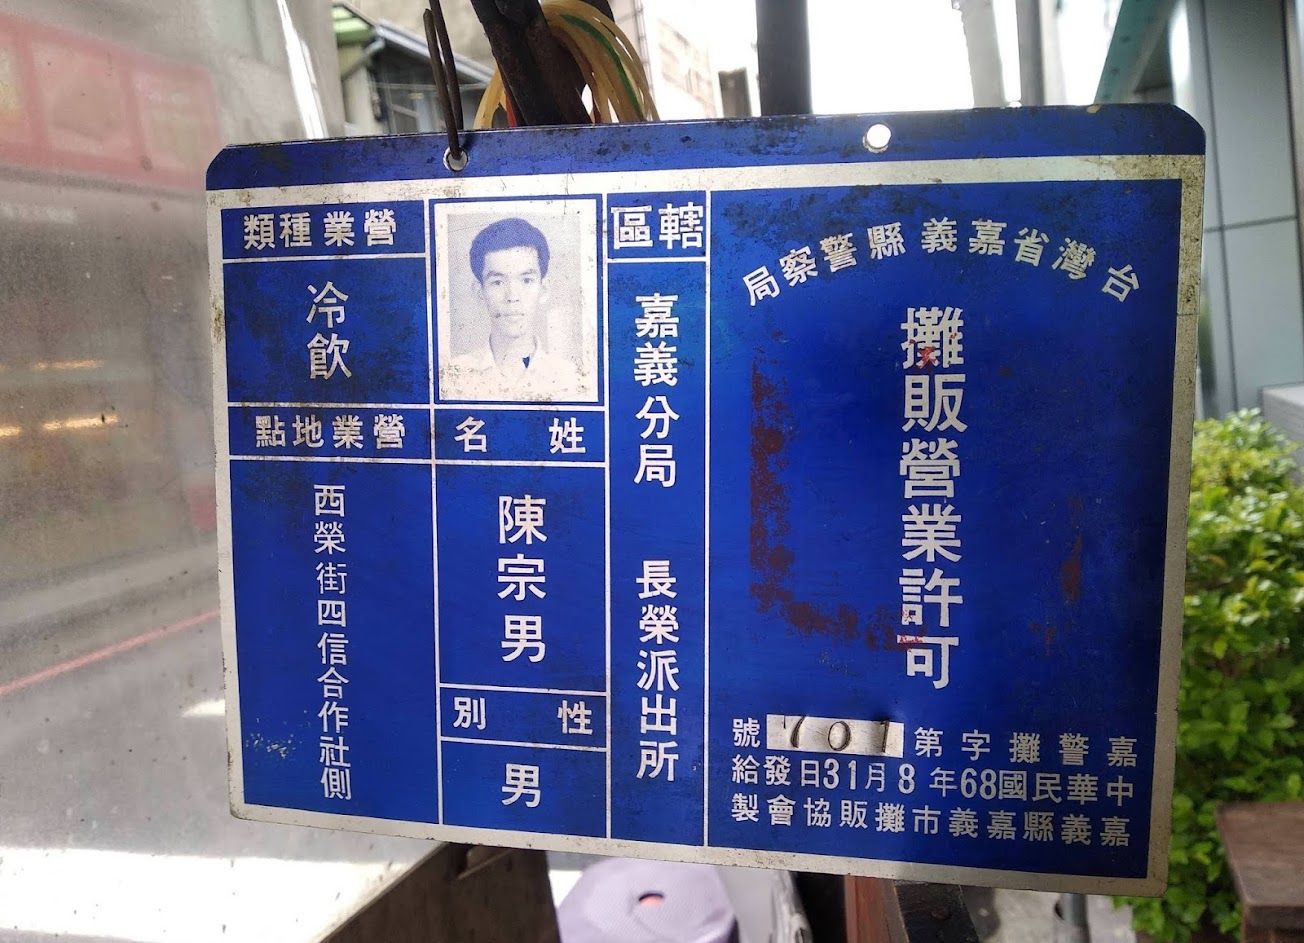 台灣省嘉義縣警察局
攤販營業許可
嘉警攤字第701號
中華民國68年8月31日發給
嘉義縣嘉義市攤販協會製
轄區
嘉義分局 長榮派出所
姓名
陳宗男
性別
男
營業種類
冷飲
營業地點
西榮街四信合作社側